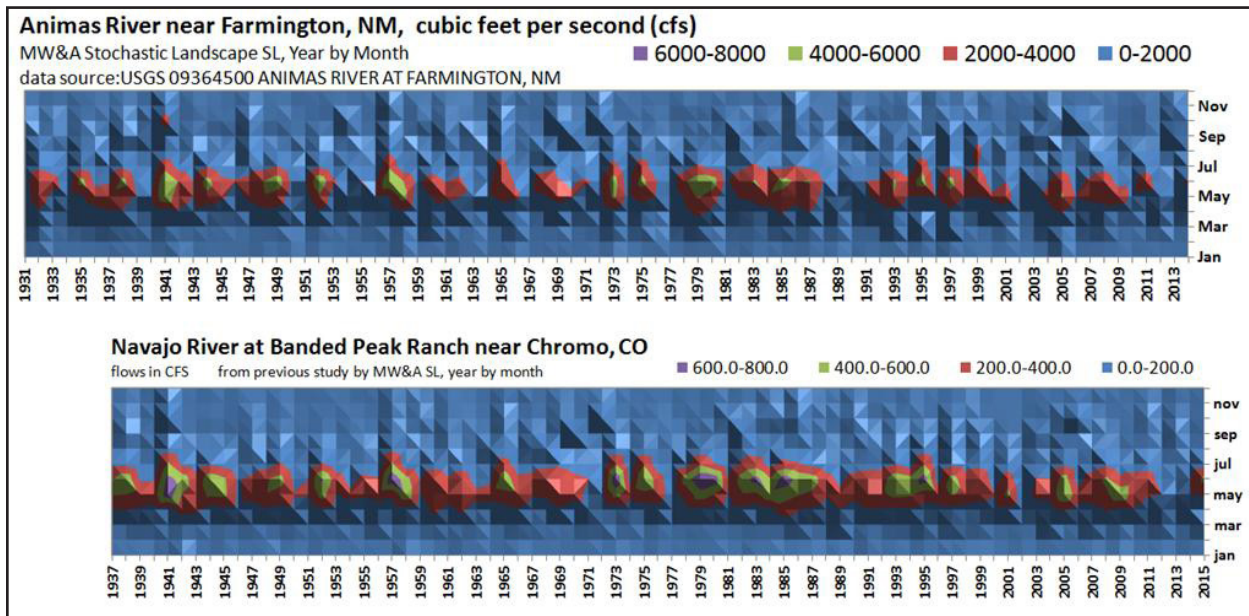 Animas River near Farmington, NM, cubic feet per second (cfs)
MW&A Stochastic Landscape SL, Year by Month
6000-8000 4000-6000 2000-4000 0-2000
data source:USGS 09364500 ANIMAS RIVER AT FARMINGTON, NM
Nov
Sep
Jul
May
Mar
Jan
1931 1933 1935 1937 1939 1941 1943 1945 1947 1949 1951 1953 1955 1957 1959 1961 1963 1965 1967 1969 1971 1973 1975 1977 1979 1981 1983 1985 1987 1989 1991 1993 1995 1997 1999 2001 2003 2005 2007 2009 2011 2013
Navajo River at Banded Peak Ranch near Chromo, CO
flows in CFS from previous study by MW&A SL, year by month
600.0-800.0 400.0-600.0 200.0-400.0 0.0-200.0
nov
sep
jul
may
mar
jan
1937 1939 1941 1943 1945 1947 1949 1951 1953 1955 1957 1959 1961 1963 1965 1967 1969 1971 1973 1975 1977 1979 1981 1983 1985 1987 1989 1991 1993 1995 1997 1999 2001 2003 2005 2007 2009 2011 2013 2015